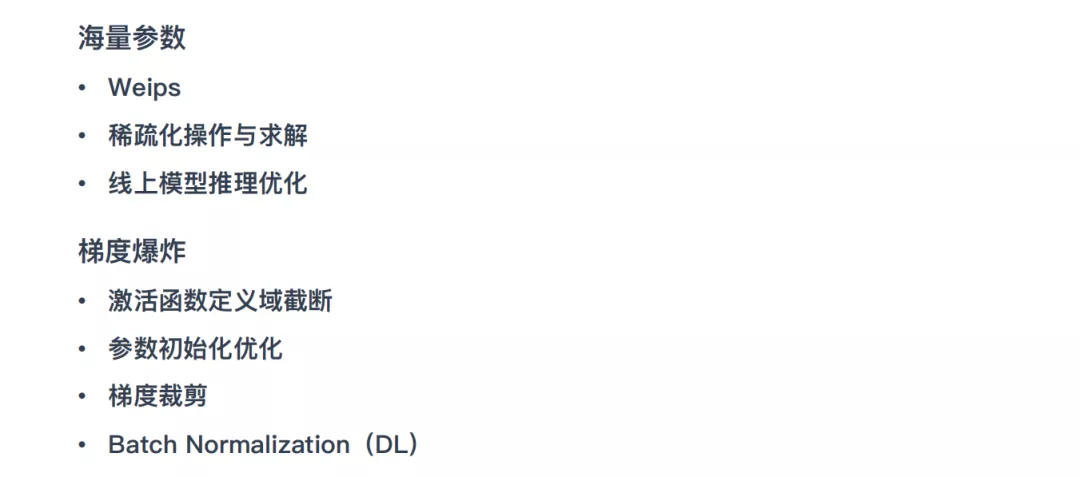 海量参数
• Weips
• 稀疏化操作与求解
• 线上模型推理优化
梯度爆炸
• 激活函数定义域截断
• 参数初始化优化
• 梯度裁剪
• Batch Normalization（DL）